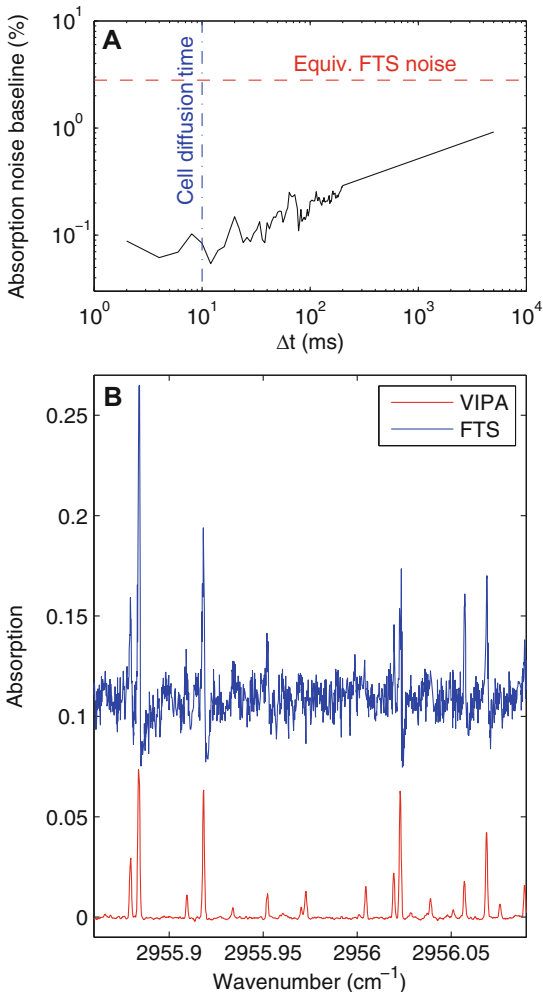 A
Absorption noise baseline (%)
10^1
10^0
10^−1
Equiv. FTS noise
Cell diffusion time
10^0 10^1 10^2 10^3 10^4
Δt (ms)
B
VIPA
FTS
Absorption
0.25
0.2
0.15
0.1
0.05
0
2955.9 2955.95 2956 2956.05
Wavenumber (cm^−1)